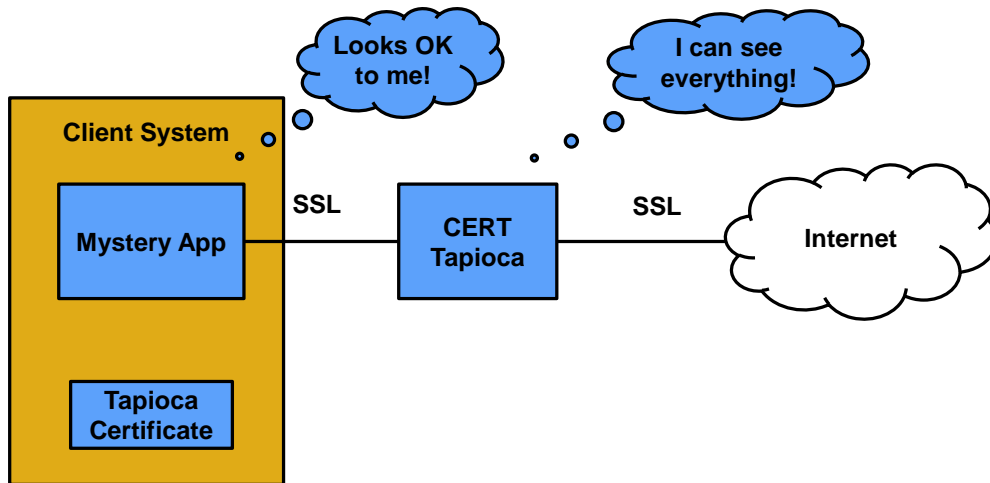 Looks OK
to me!
I can see
everything!
Client System
SSL
SSL
Mystery App
CERT
Tapioca
Internet
Tapioca
Certificate